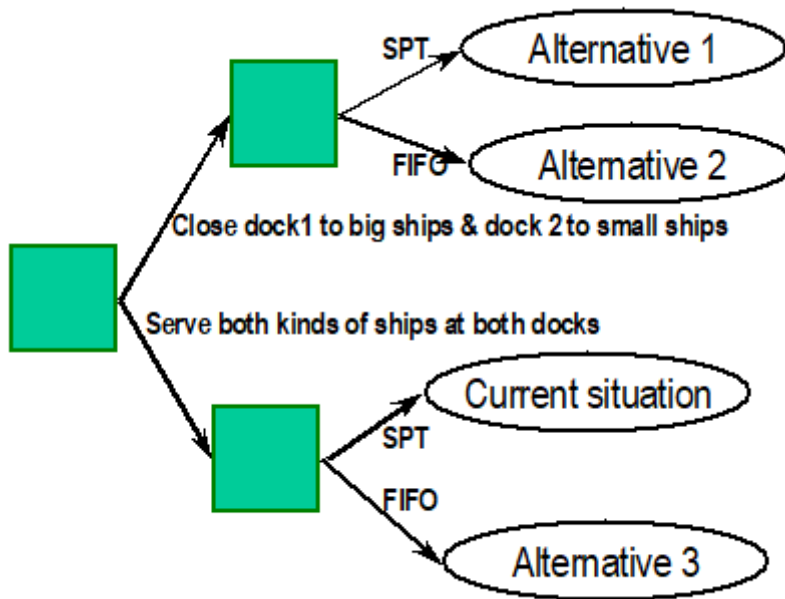 SPT
Alternative 1
FIFO
Alternative 2
Close dock1 to big ships & dock 2 to small ships
Serve both kinds of ships at both docks
Current situation
SPT
FIFO
Alternative 3